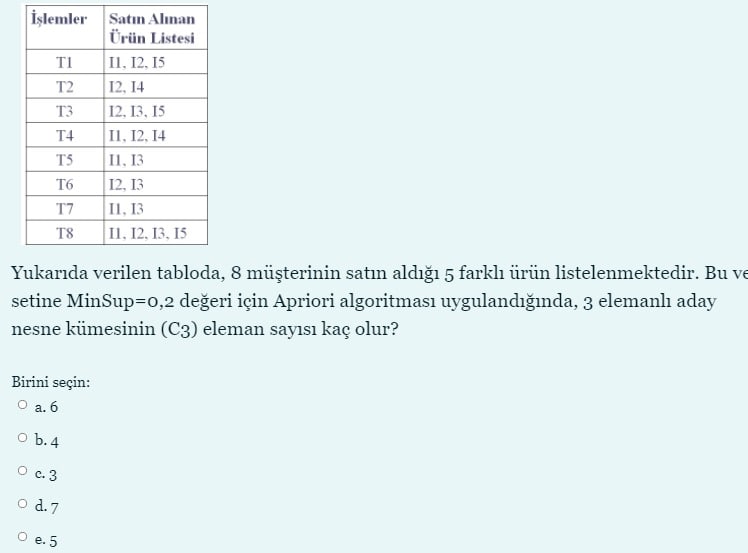 İşlemler Satın Alınan
Ürün Listesi
T1 I1, I2, I5
T2 I2, I4
T3 I2, I3, I5
T4 I1, I2, I4
T5 I1, I3
T6 I2, I3
T7 I1, I3
T8 I1, I2, I3, I5
Yukarıda verilen tabloda, 8 müşterinin satın aldığı 5 farklı ürün listelenmektedir. Bu ve
setine MinSup=0,2 değeri için Apriori algoritması uygulandığında, 3 elemanlı aday
nesne kümesinin (C3) eleman sayısı kaç olur?
Birini seçin:
a. 6
b. 4
c. 3
d. 7
e. 5